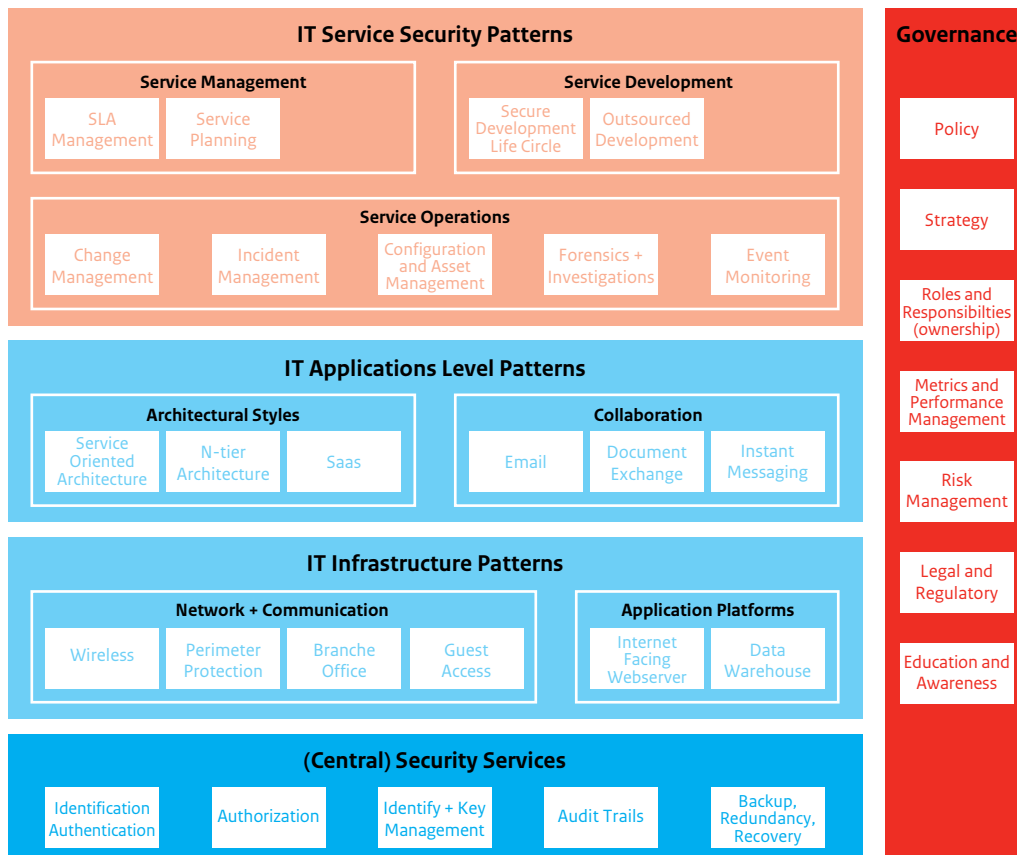 IT Service Security Patterns
Service Management
SLA
Management
Service
Planning
Service Development
Secure
Development
Life Circle
Outsourced
Development
Service Operations
Change
Management
Incident
Management
Configuration
and Asset
Management
Forensics +
Investigations
Event
Monitoring
IT Applications Level Patterns
Architectural Styles
Service
Oriented
Architecture
N-tier
Architecture
Saas
Collaboration
Email
Document
Exchange
Instant
Messaging
IT Infrastructure Patterns
Network + Communication
Wireless
Perimeter
Protection
Branche
Office
Guest
Access
Application Platforms
Internet
Facing
Webserver
Data
Warehouse
(Central) Security Services
Identification
Authentication
Authorization
Identify + Key
Management
Audit Trails
Backup,
Redundancy,
Recovery
Governance
Policy
Strategy
Roles and
Responsibilties
(ownership)
Metrics and
Performance
Management
Risk
Management
Legal and
Regulatory
Education and
Awareness